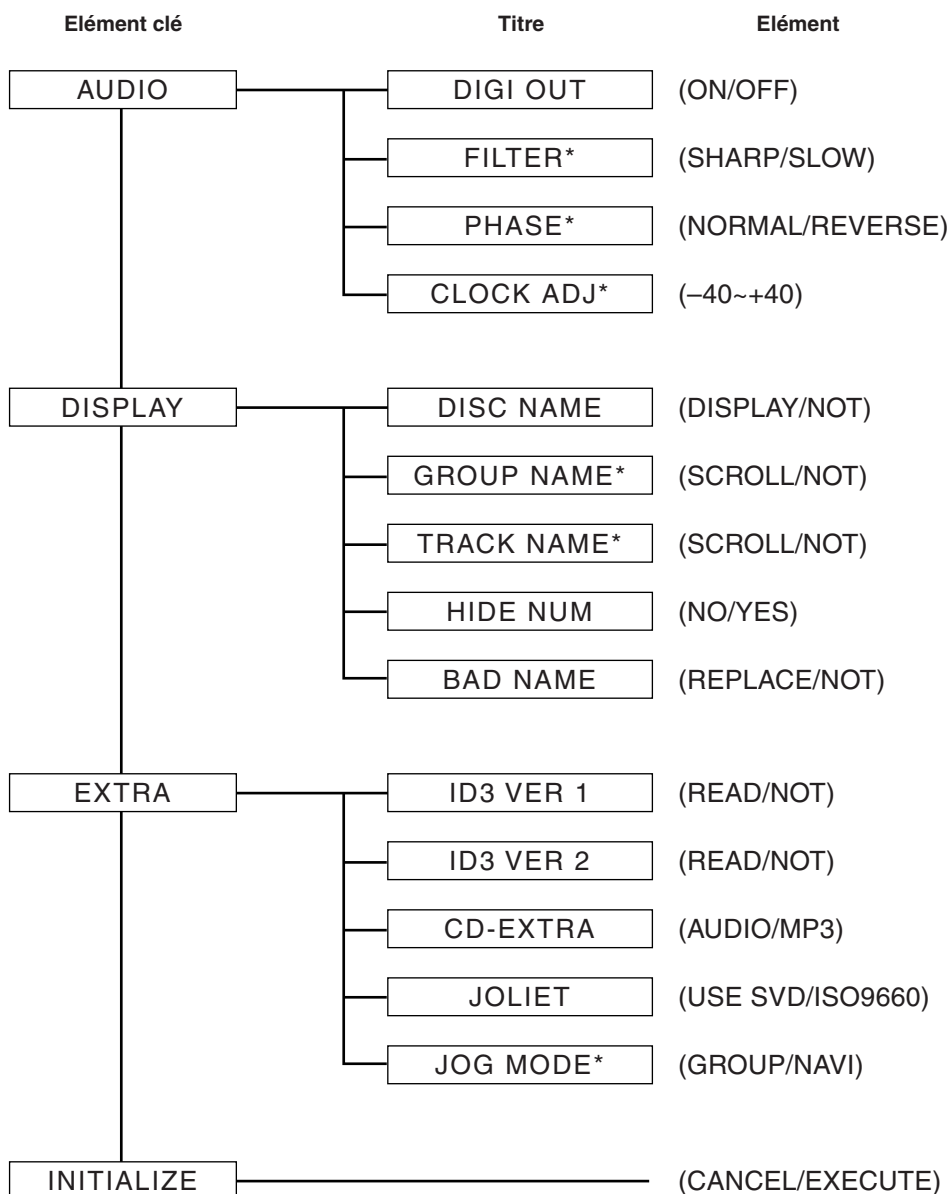 Elément clé Titre Elément
AUDIO DIGI OUT (ON/OFF)
FILTER* (SHARP/SLOW)
PHASE* (NORMAL/REVERSE)
CLOCK ADJ* (–40~+40)
DISPLAY DISC NAME (DISPLAY/NOT)
GROUP NAME* (SCROLL/NOT)
TRACK NAME* (SCROLL/NOT)
HIDE NUM (NO/YES)
BAD NAME (REPLACE/NOT)
EXTRA ID3 VER 1 (READ/NOT)
ID3 VER 2 (READ/NOT)
CD-EXTRA (AUDIO/MP3)
JOLIET (USE SVD/ISO9660)
JOG MODE* (GROUP/NAVI)
INITIALIZE (CANCEL/EXECUTE)